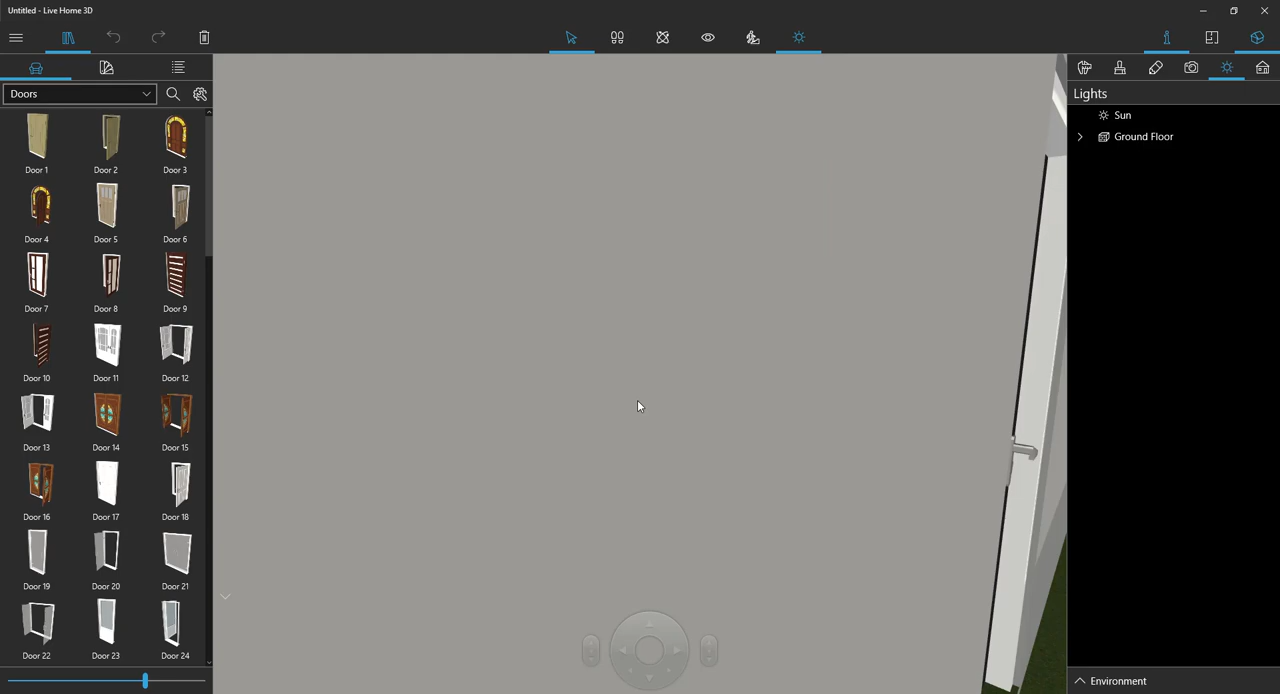 Untitled - Live Home 3D
Doors
Lights
Sun
Ground Floor
Door 1 Door 2 Door 3
Door 4 Door 5 Door 6
Door 7 Door 8 Door 9
Door 10 Door 11 Door 12
Door 13 Door 14 Door 15
Door 16 Door 17 Door 18
Door 19 Door 20 Door 21
Door 22 Door 23 Door 24
Environment